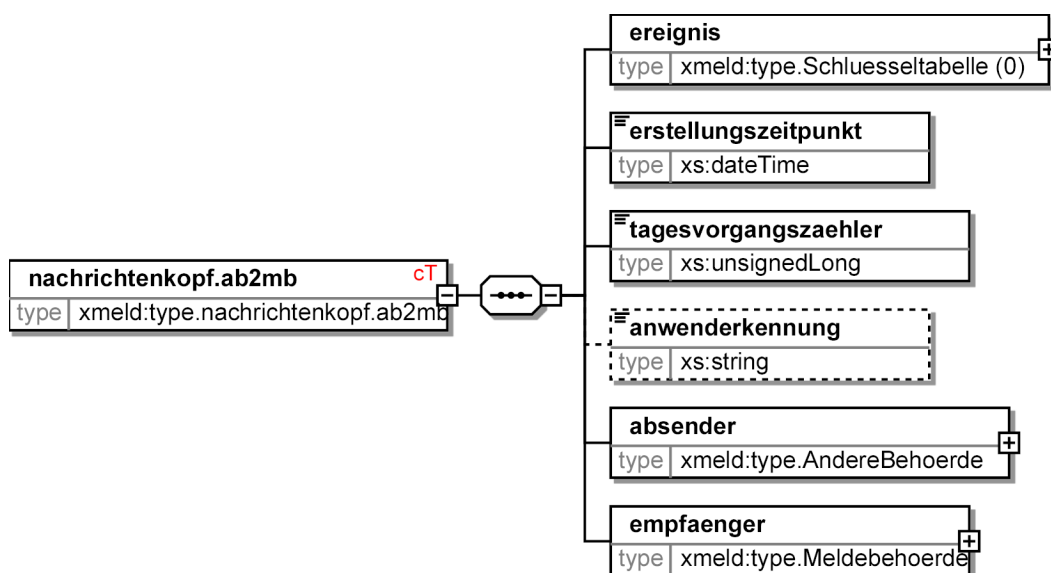 ereignis
type xmeld:type.Schluesseltabelle (0)
erstellungszeitpunkt
type xs:dateTime
tagesvorgangszaehler
type xs:unsignedLong
nachrichtenkopf.ab2mb cT
type xmeld:type.nachrichtenkopf.ab2mb
anwenderkennung
type xs:string
absender
type xmeld:type.AndereBehoerde
empfaenger
type xmeld:type.Meldebehoerde